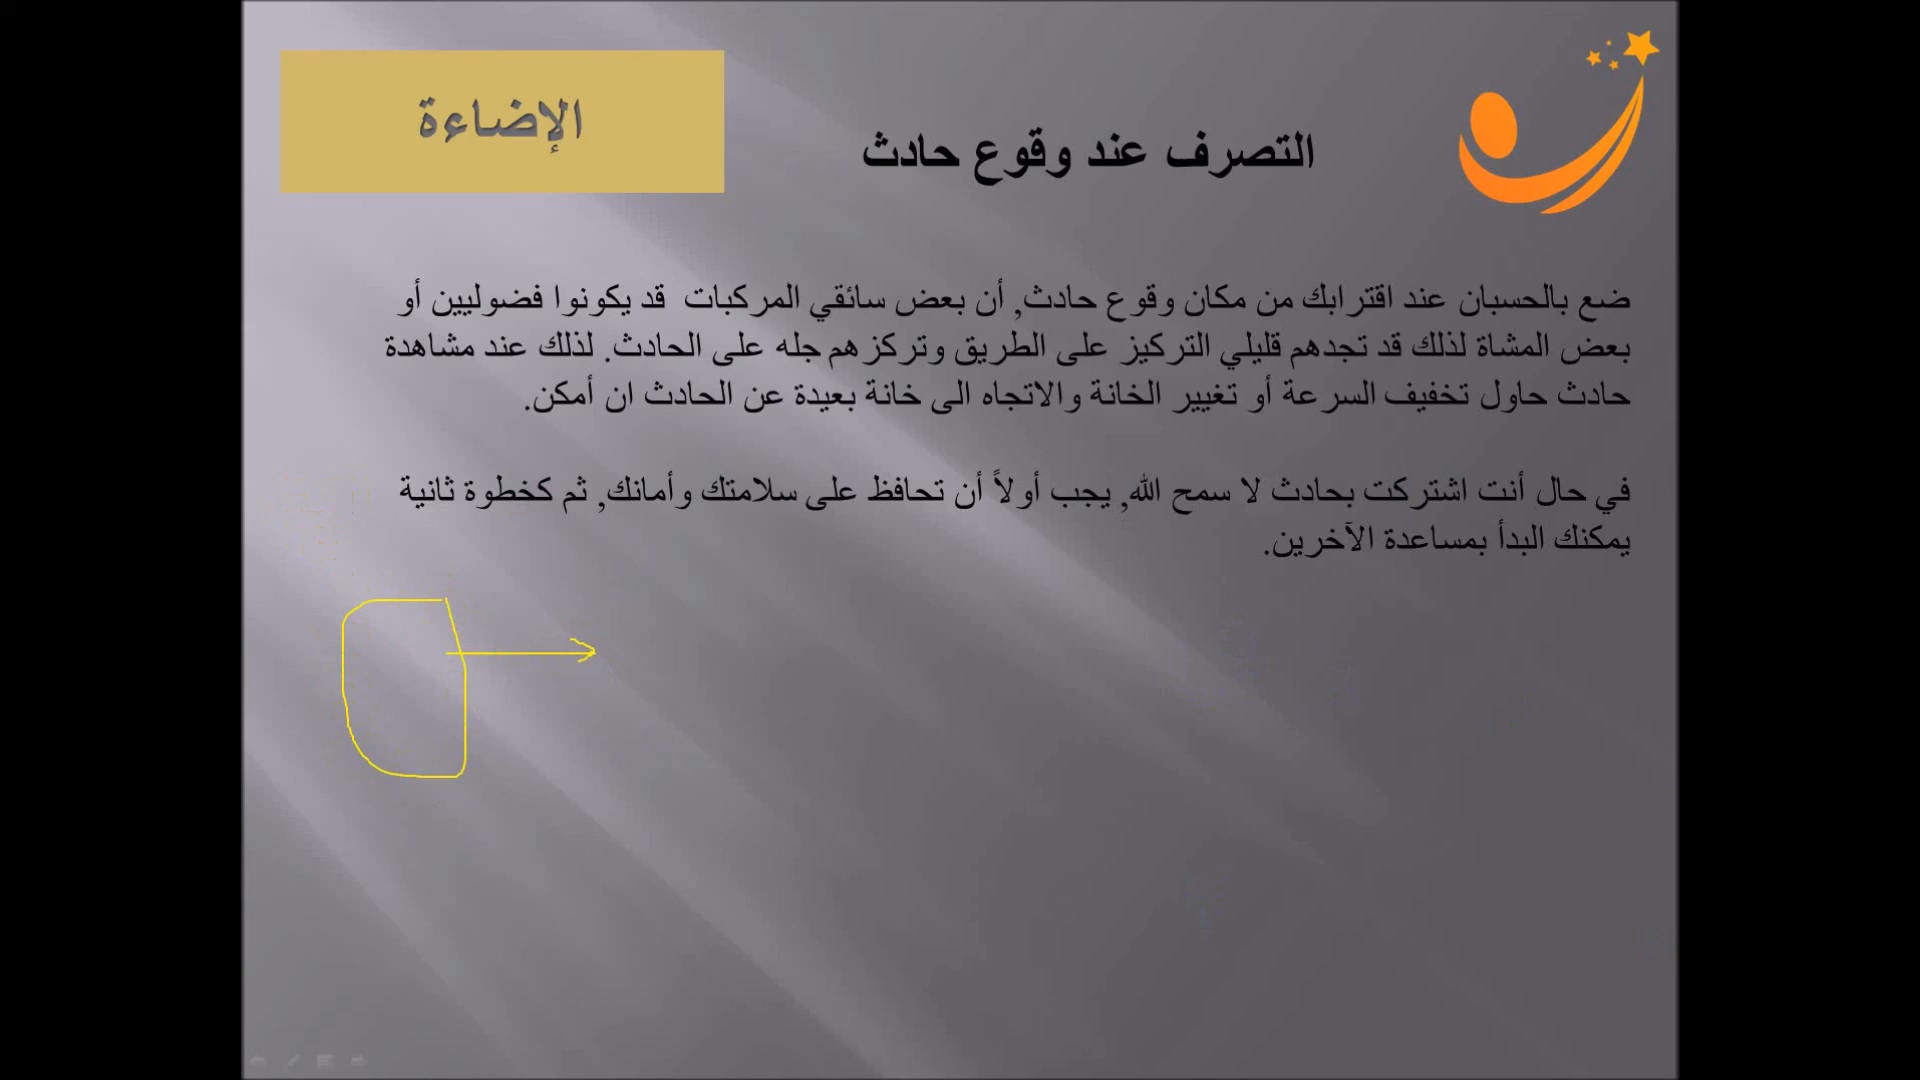 الإضاءة
التصرف عند وقوع حادث
ضع بالحسبان عند اقترابك من مكان وقوع حادث, أن بعض سائقي المركبات قد يكونوا فضوليين أو
بعض المشاة لذلك قد تجدهم قليلي التركيز على الطريق وتركزهم جله على الحادث. لذلك عند مشاهدة
حادث حاول تخفيف السرعة أو تغيير الخانة والاتجاه الى خانة بعيدة عن الحادث ان أمكن.
في حال أنت اشتركت بحادث لا سمح الله, يجب أولاً أن تحافظ على سلامتك وأمانك, ثم كخطوة ثانية
يمكنك البدأ بمساعدة الآخرين.